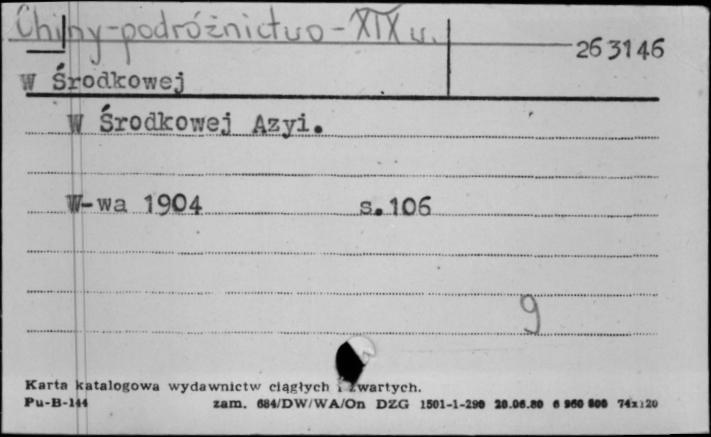 Chiny-podróżnictwo-XIX w.
263146
W Środkowej
W Środkowej Azyi.
W-wa 1904 s.106
9
Karta katalogowa wydawnictw ciągłych i zwartych.
Pu-B-144 zam. 684/DW/WA/On DZG 1501-1-290 20.06.80 6 960 800 74x120